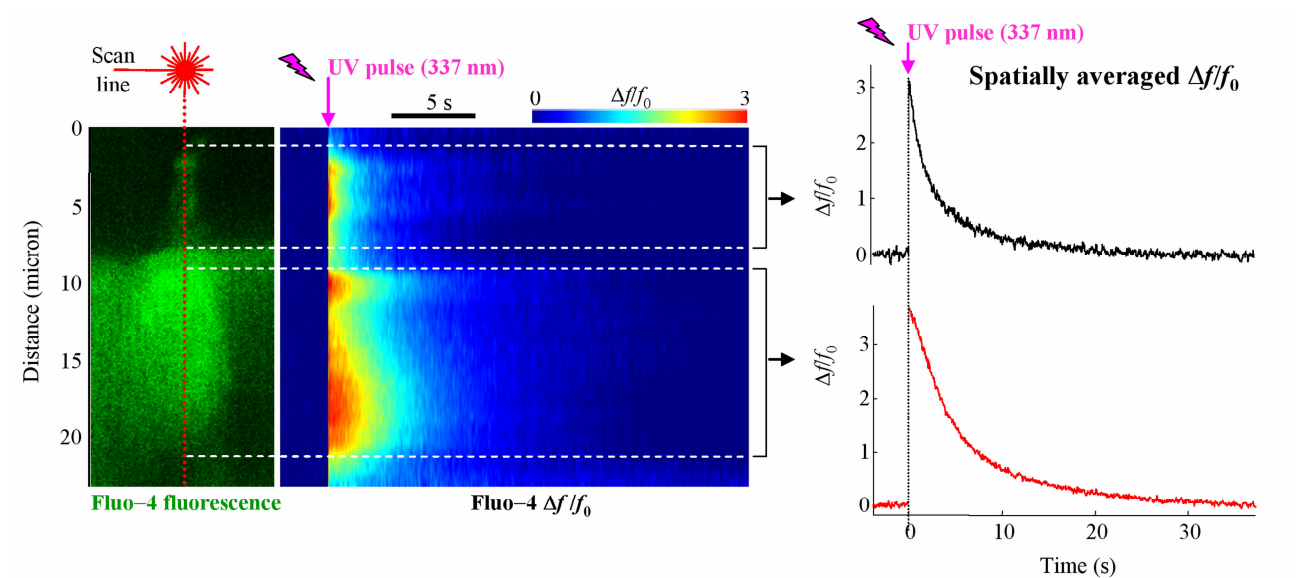 Scan
line
UV pulse (337 nm)
5 s
0 Δf/f0 3
Distance (micron)
0
5
10
15
20
Fluo–4 fluorescence
Fluo–4 Δf /f0
UV pulse (337 nm)
Spatially averaged Δf/f0
Δf/f0
3
2
1
0
Δf/f0
3
2
1
0
0 10 20 30
Time (s)